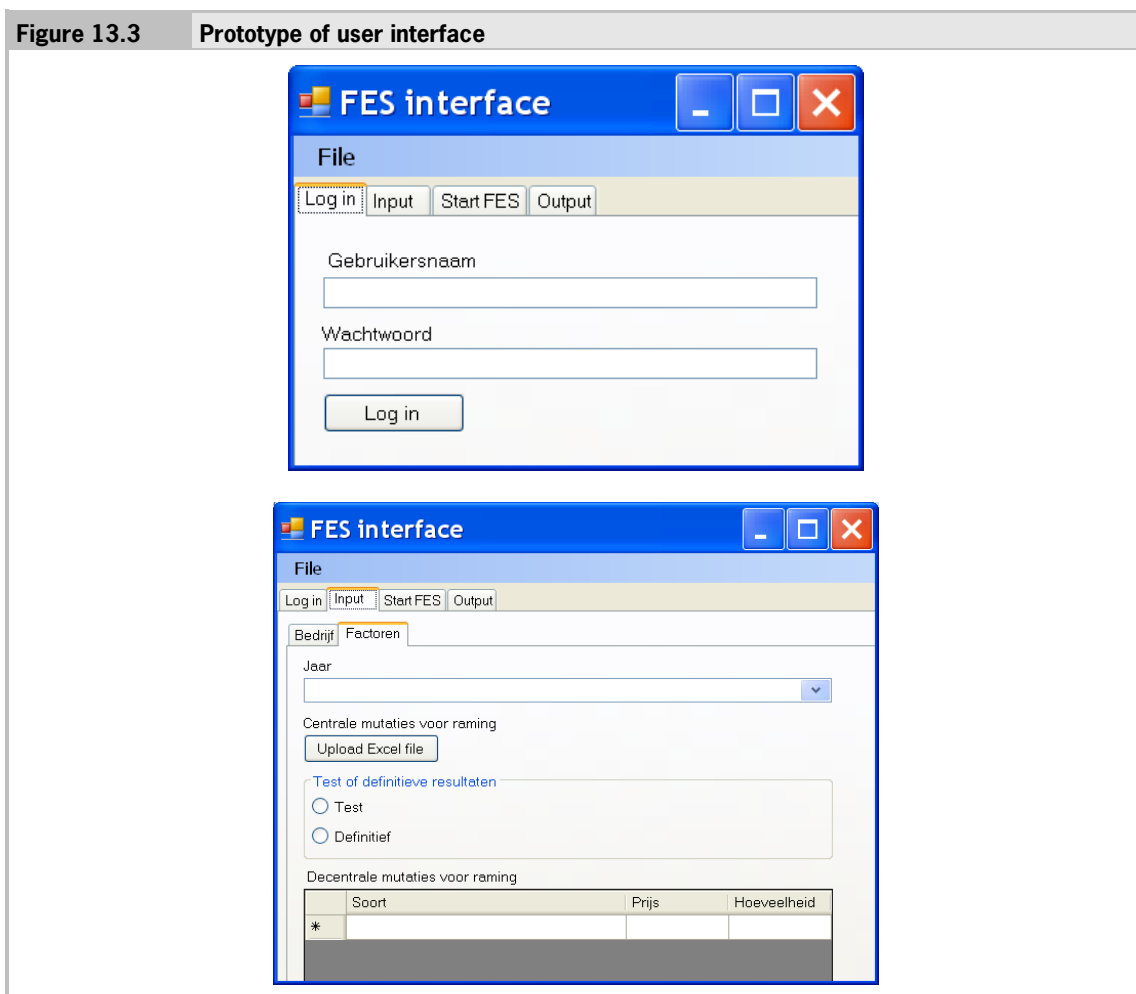 Figure 13.3 Prototype of user interface
FES interface
File
Log in Input Start FES Output
Gebruikersnaam
Wachtwoord
Log in
FES interface
File
Log in Input Start FES Output
Bedrijf Factoren
Jaar
Centrale mutaties voor raming
Upload Excel file
Test of definitieve resultaten
Test
Definitief
Decentrale mutaties voor raming
Soort Prijs Hoeveelheid
*